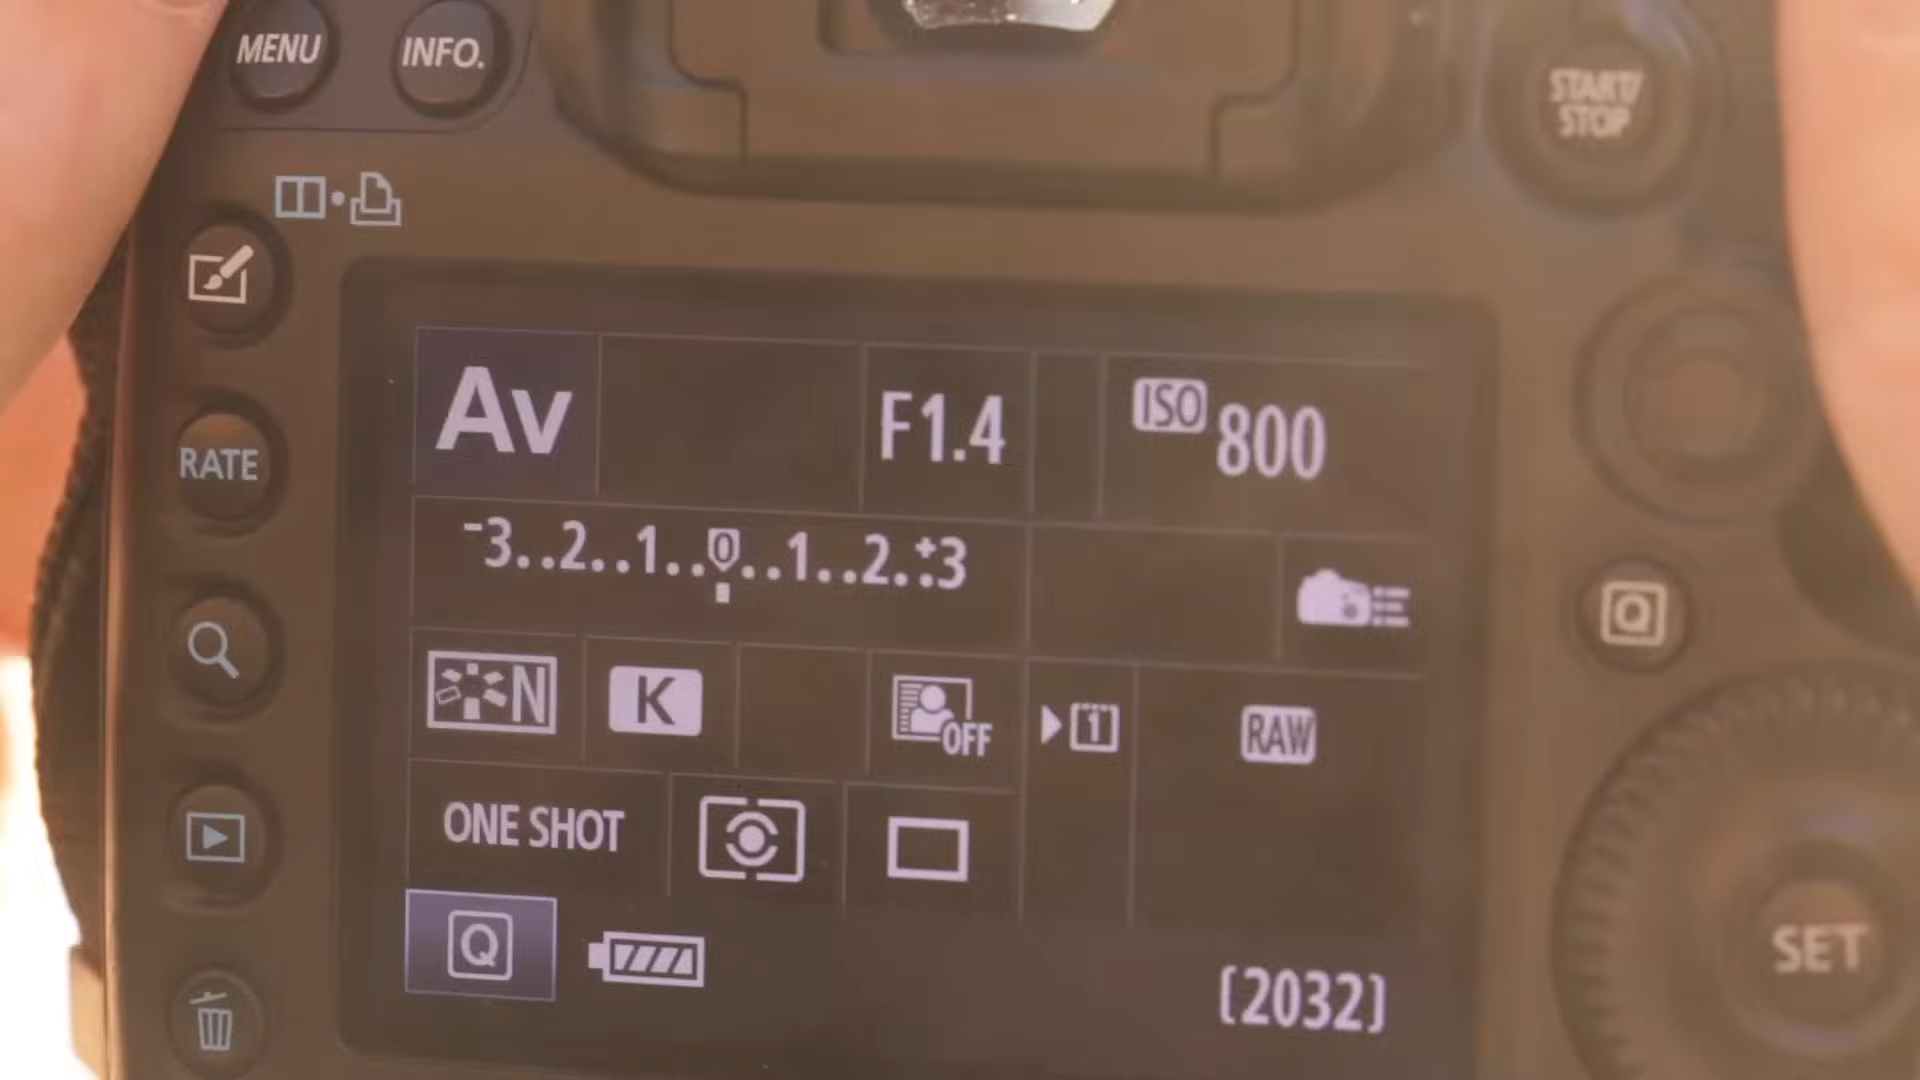 MENU INFO.
START/
STOP
Av F1.4 ISO 800
RATE
-3..2..1..0..1..2..+3
Q
N K OFF 1 RAW
ONE SHOT
SET
Q
[2032]